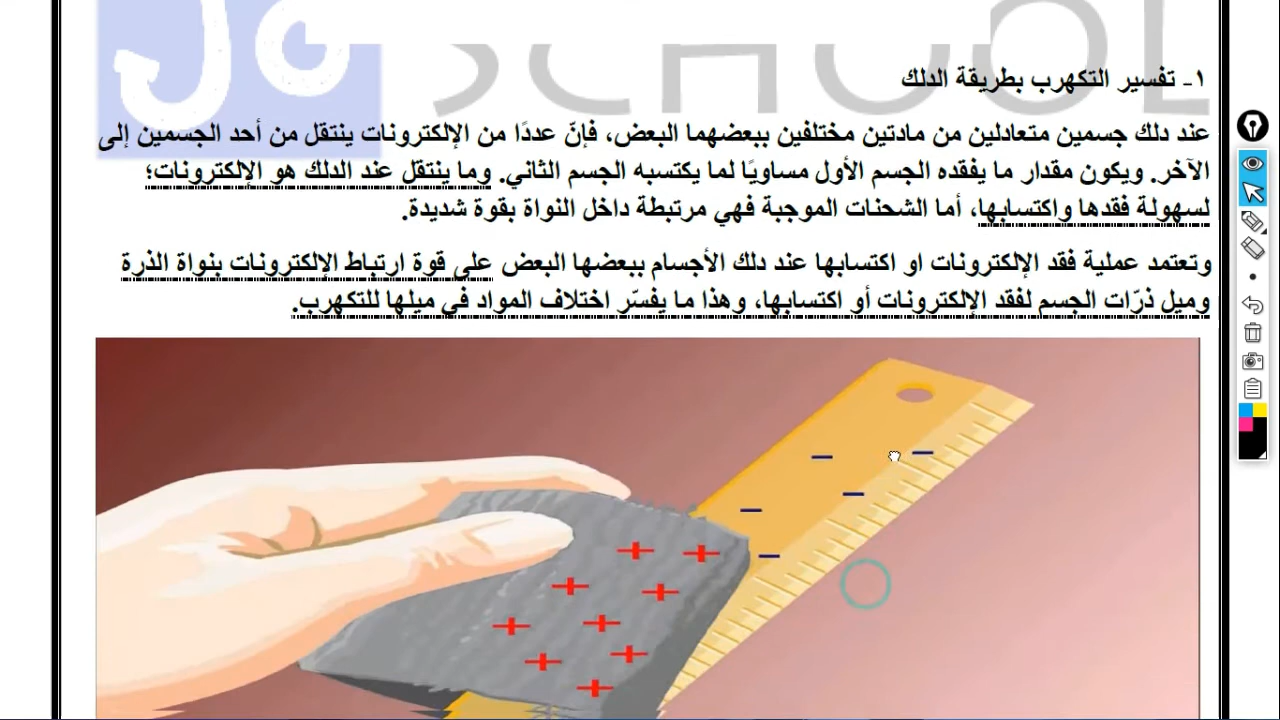 Jo SCHOOL
١- تفسير التكهرب بطريقة الدلك
عند دلك جسمين متعادلين من مادتين مختلفين ببعضهما البعض، فإنّ عددًا من الإلكترونات ينتقل من أحد الجسمين إلى
الآخر. ويكون مقدار ما يفقده الجسم الأول مساويًا لما يكتسبه الجسم الثاني. وما ينتقل عند الدلك هو الإلكترونات؛
لسهولة فقدها واكتسابها، أما الشحنات الموجبة فهي مرتبطة داخل النواة بقوة شديدة.
وتعتمد عملية فقد الإلكترونات او اكتسابها عند دلك الأجسام ببعضها البعض على قوة ارتباط الإلكترونات بنواة الذرة
وميل ذرّات الجسم لفقد الإلكترونات أو اكتسابها، وهذا ما يفسّر اختلاف المواد في ميلها للتكهرب.